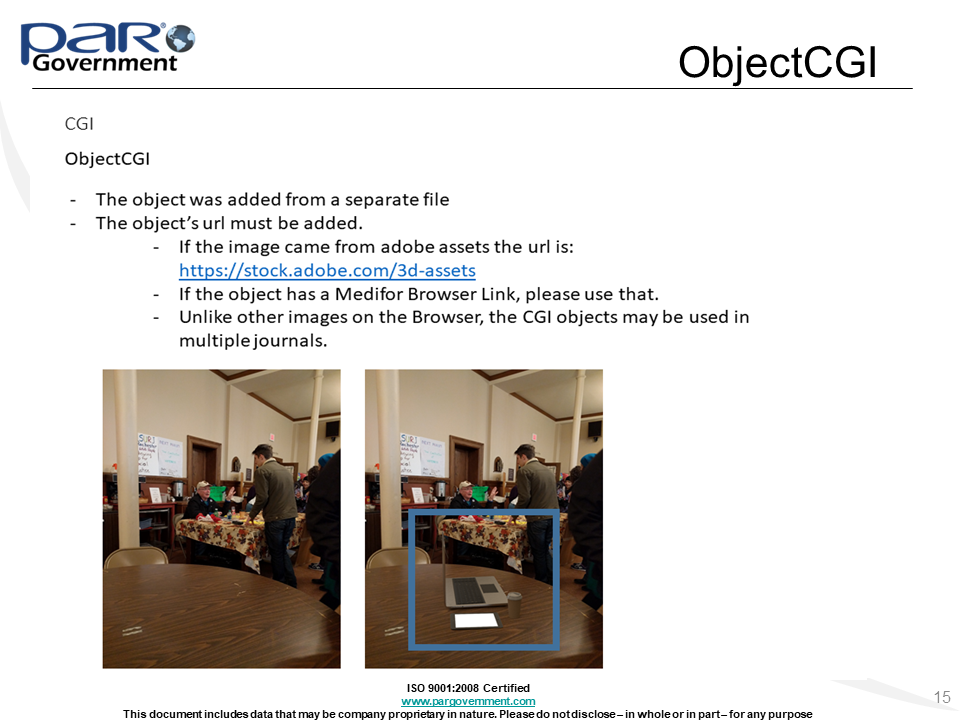 PAR®
Government
ObjectCGI
CGI
ObjectCGI
- The object was added from a separate file
- The object's url must be added.
- If the image came from adobe assets the url is:
https://stock.adobe.com/3d-assets
- If the object has a Medifor Browser Link, please use that.
- Unlike other images on the Browser, the CGI objects may be used in
multiple journals.
ISO 9001:2008 Certified
www.pargovernment.com
This document includes data that may be company proprietary in nature. Please do not disclose – in whole or in part – for any purpose
15